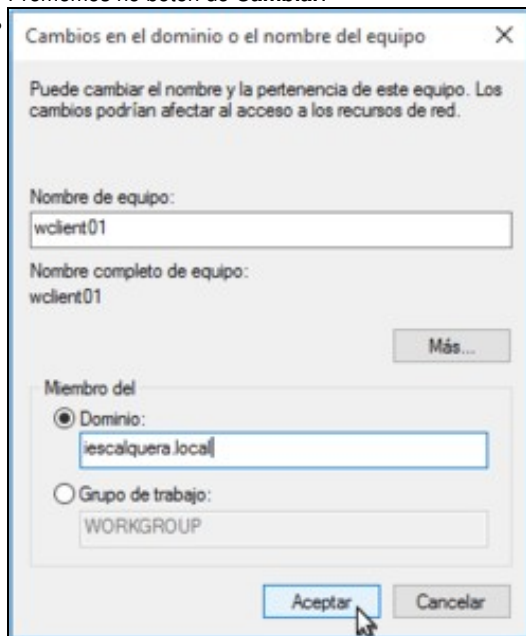 Cambios en el dominio o el nombre del equipo
Puede cambiar el nombre y la pertenencia de este equipo. Los
cambios podrían afectar al acceso a los recursos de red.
Nombre de equipo:
wclient01
Nombre completo de equipo:
wclient01
Más...
Miembro del
Dominio:
iescalquera.local
Grupo de trabajo:
WORKGROUP
Aceptar
Cancelar